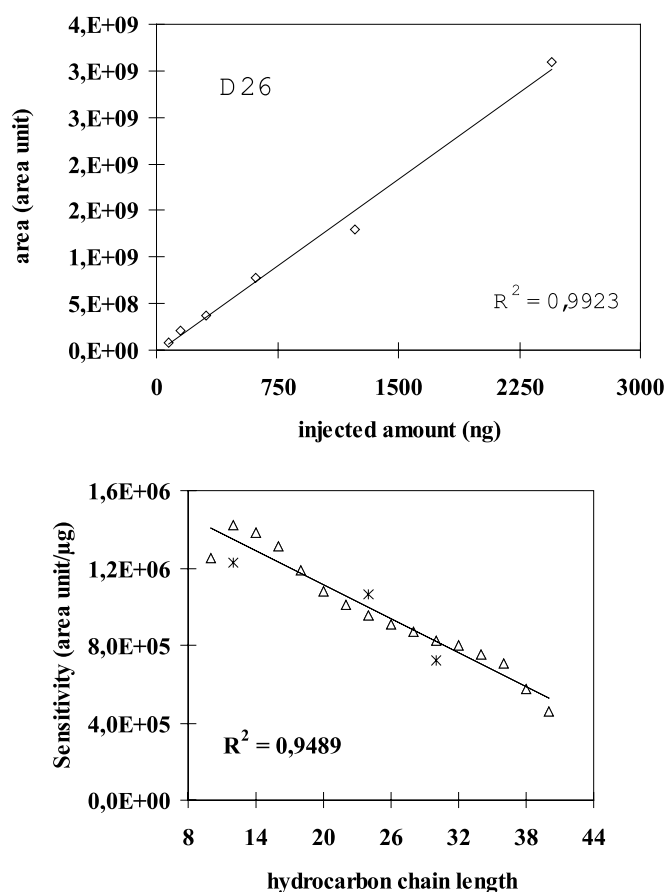 4,E+09
3,E+09
3,E+09
2,E+09
2,E+09
1,E+09
5,E+08
0,E+00
area (area unit)
D26
R² = 0,9923
0 750 1500 2250 3000
injected amount (ng)
1,6E+06
1,2E+06
8,0E+05
4,0E+05
0,0E+00
Sensitivity (area unit/µg)
R² = 0,9489
8 14 20 26 32 38 44
hydrocarbon chain length